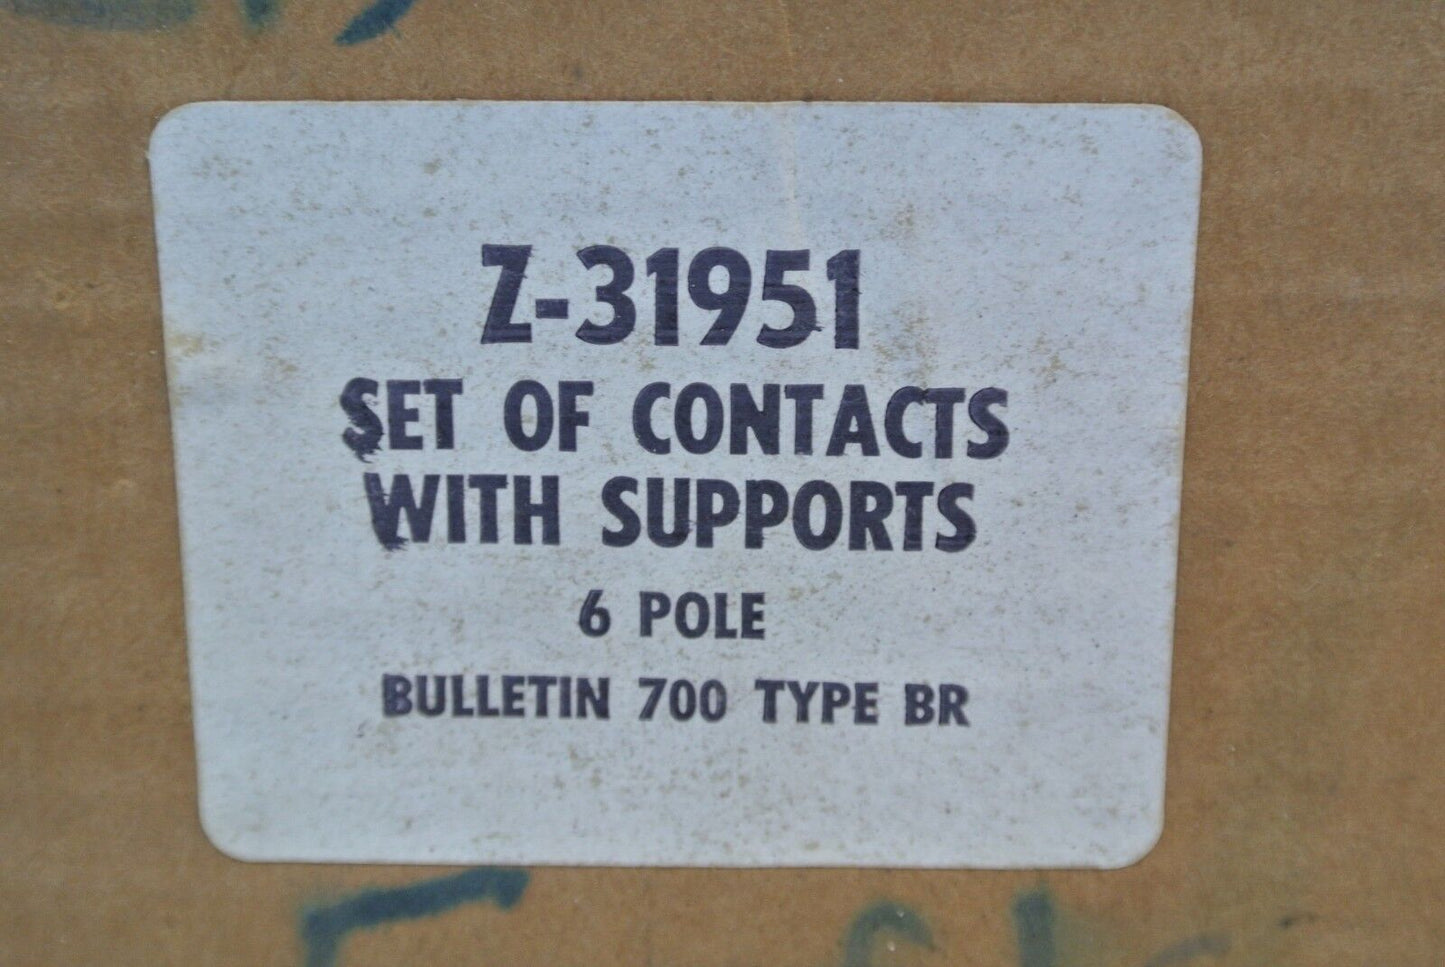 Z-31951
SET OF CONTACTS
WITH SUPPORTS
6 POLE
BULLETIN 700 TYPE BR